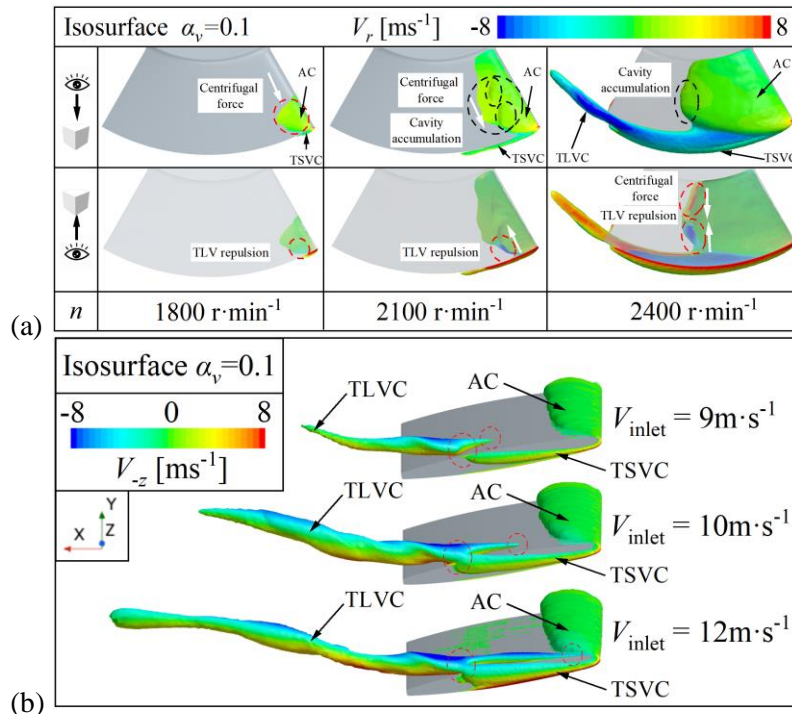 (a)
Isosurface αᵥ=0.1
Vᵣ [ms⁻¹]
-8
8
Centrifugal
force
AC
TSVC
Centrifugal
force
Cavity
accumulation
AC
TSVC
Cavity
accumulation
AC
TLVC
TSVC
TLV repulsion
TLV repulsion
Centrifugal
force
TLV repulsion
n
1800 r·min⁻¹
2100 r·min⁻¹
2400 r·min⁻¹
(b)
Isosurface αᵥ=0.1
-8 0 8
V₋z [ms⁻¹]
Y
X
Z
TLVC
AC
Vinlet = 9m·s⁻¹
TSVC
TLVC
AC
Vinlet = 10m·s⁻¹
TSVC
TLVC
AC
Vinlet = 12m·s⁻¹
TSVC